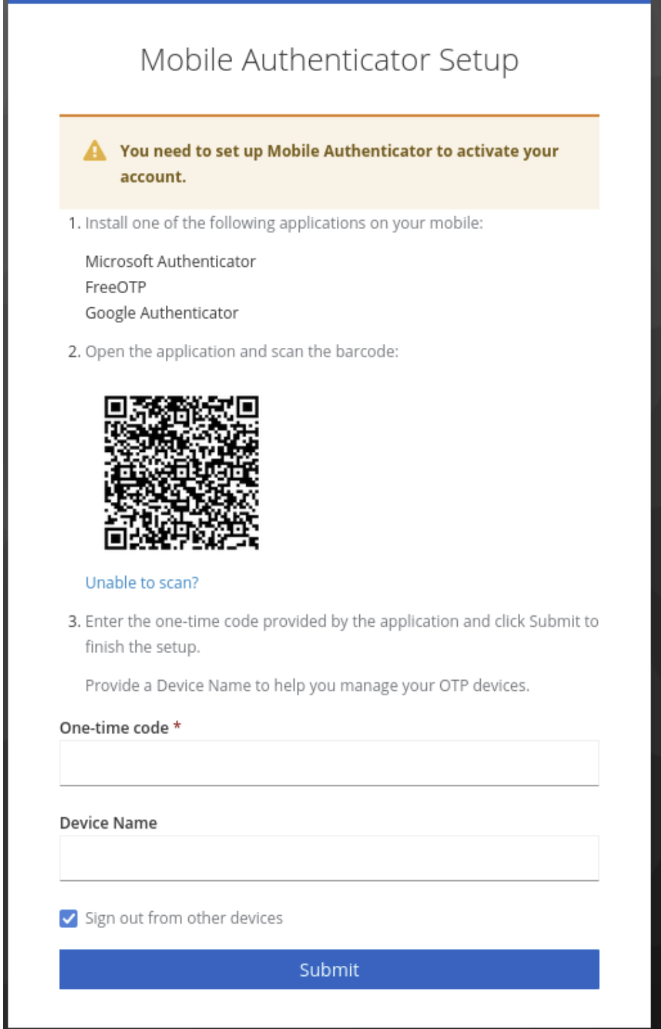 Mobile Authenticator Setup
You need to set up Mobile Authenticator to activate your
account.
1. Install one of the following applications on your mobile:
Microsoft Authenticator
FreeOTP
Google Authenticator
2. Open the application and scan the barcode:
Unable to scan?
3. Enter the one-time code provided by the application and click Submit to
finish the setup.
Provide a Device Name to help you manage your OTP devices.
One-time code *
Device Name
Sign out from other devices
Submit